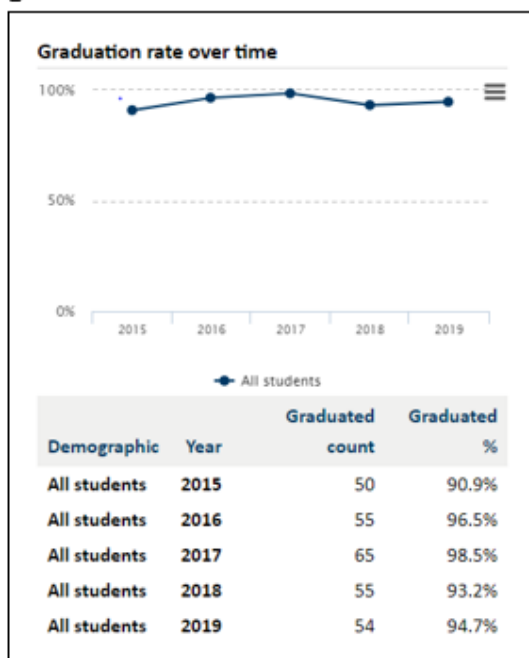 Graduation rate over time
100%
50%
0%
2015 2016 2017 2018 2019
All students
Graduated Graduated
Demographic Year count %
All students 2015 50 90.9%
All students 2016 55 96.5%
All students 2017 65 98.5%
All students 2018 55 93.2%
All students 2019 54 94.7%